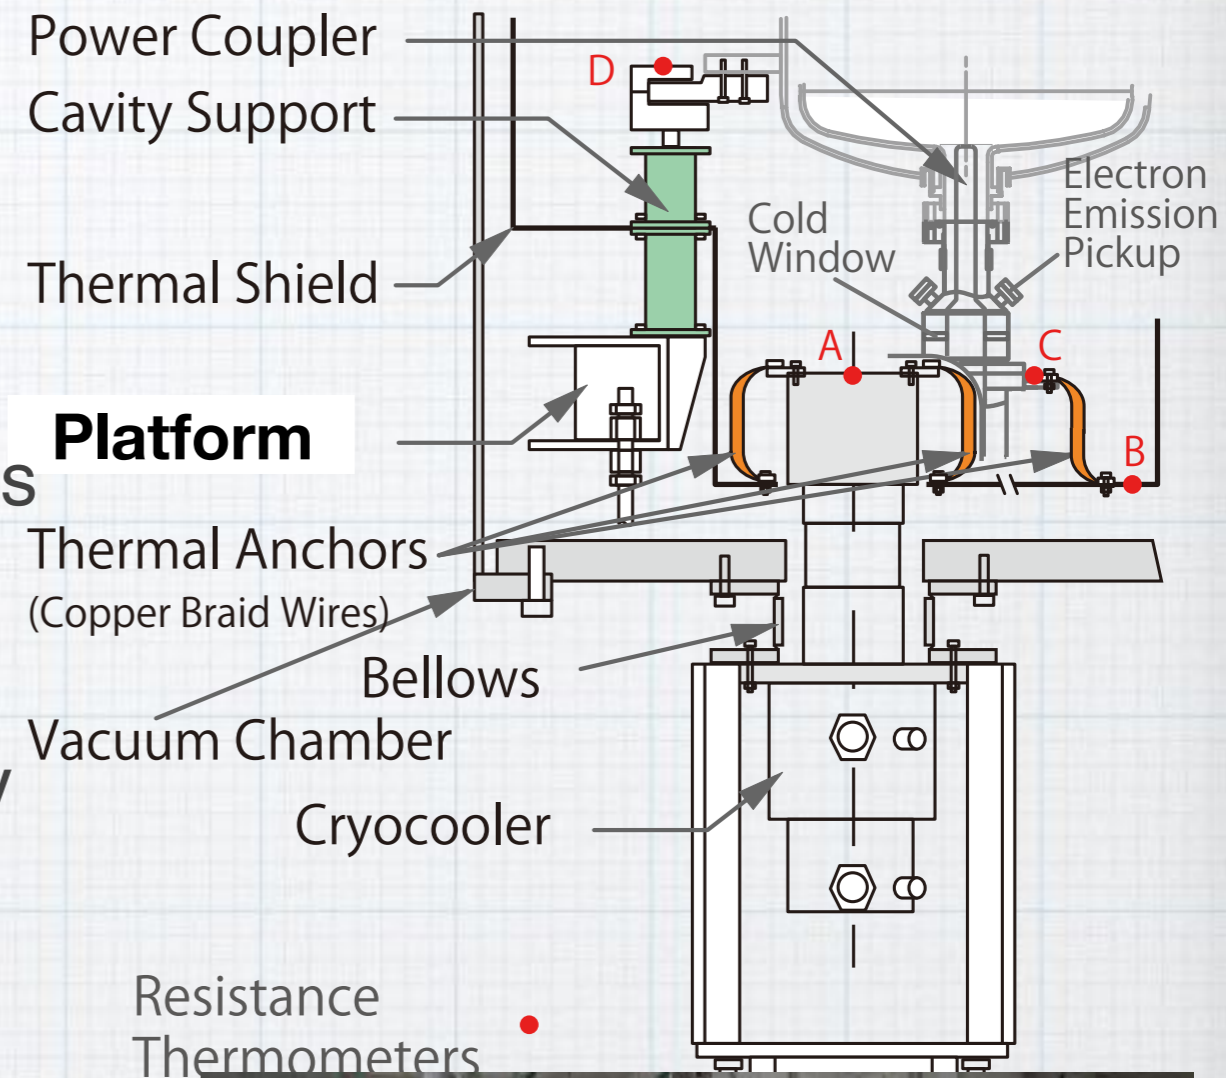 Power Coupler
Cavity Support
Thermal Shield
Platform
s
Thermal Anchors
(Copper Braid Wires)
Bellows
Vacuum Chamber
y
Cryocooler
Resistance
Thermometers
D
Cold
Window
Electron
Emission
Pickup
A
C
B